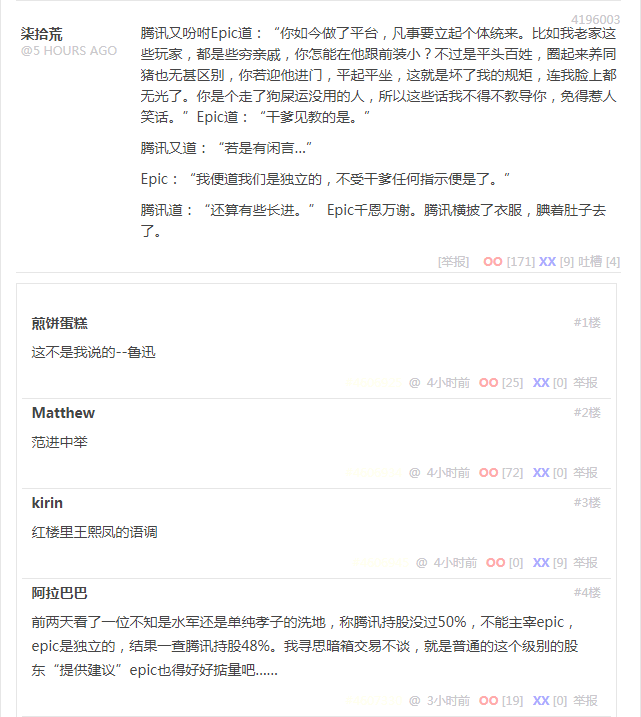 4196003
柒拾荒
@5 HOURS AGO
腾讯又吩咐Epic道：“你如今做了平台，凡事要立起个体统来。比如我老家这
些玩家，都是些穷亲戚，你怎能在他跟前装小？不过是平头百姓，圈起来养同
猪也无甚区别，你若迎他进门，平起平坐，这就是坏了我的规矩，连我脸上都
无光了。你是个走了狗屎运没用的人，所以这些话我不得不教导你，免得惹人
笑话。”Epic道：“干爹见教的是。”
腾讯又道：“若是有闲言...”
Epic：“我便道我们是独立的，不受干爹任何指示便是了。”
腾讯道：“还算有些长进。” Epic千恩万谢。腾讯横披了衣服，腆着肚子去
了。
[举报] OO [171] XX [9] 吐槽 [4]
煎饼蛋糕 #1楼
这不是我说的--鲁迅
@ 4小时前 OO [25] XX [0] 举报
Matthew #2楼
范进中举
@ 4小时前 OO [72] XX [0] 举报
kirin #3楼
红楼里王熙凤的语调
@ 4小时前 OO [0] XX [9] 举报
阿拉巴巴 #4楼
前两天看了一位不知是水军还是单纯孝子的洗地，称腾讯持股没过50%，不能主宰epic，
epic是独立的，结果一查腾讯持股48%。我寻思暗箱交易不谈，就是普通的这个级别的股
东“提供建议”epic也得好好掂量吧......
@ 3小时前 OO [19] XX [0] 举报